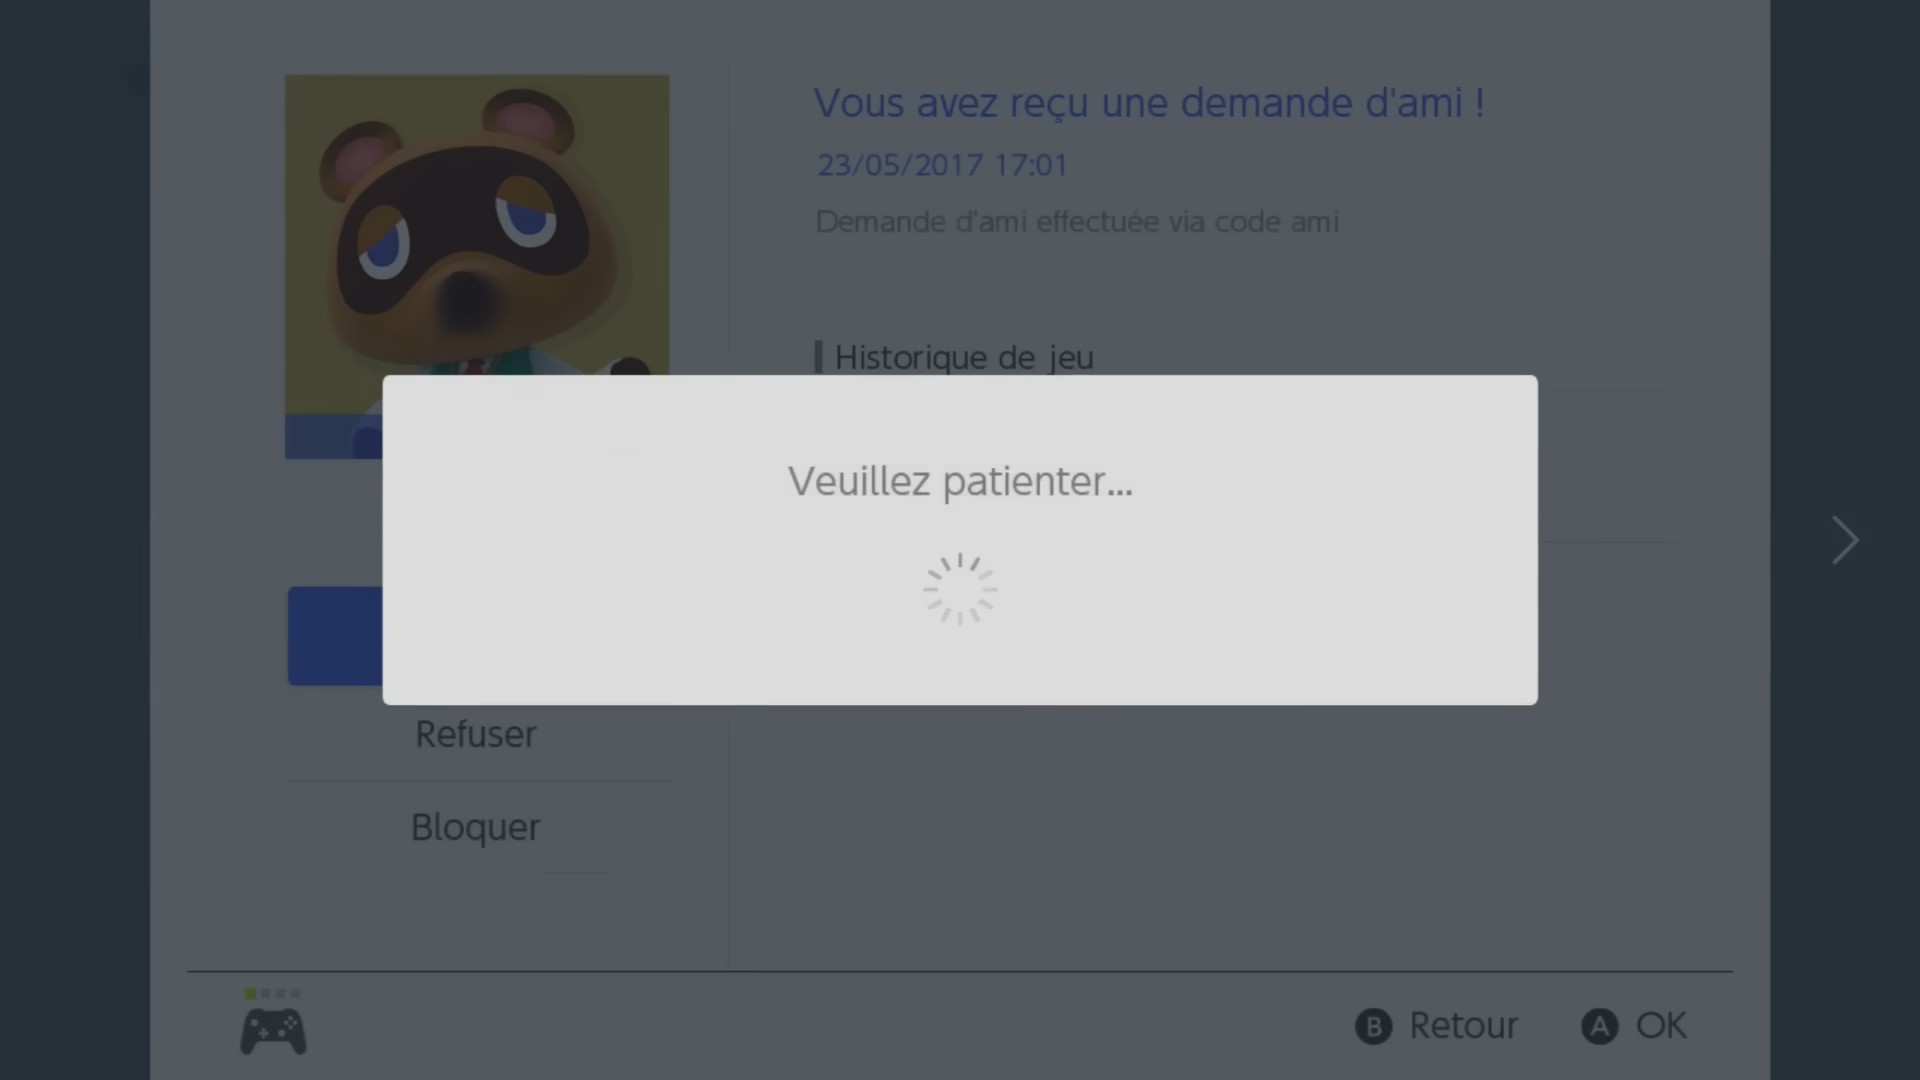 Vous avez reçu une demande d'ami !
23/05/2017 17:01
Demande d'ami effectuée via code ami
Historique de jeu
Veuillez patienter...
Refuser
Bloquer
B Retour
A OK